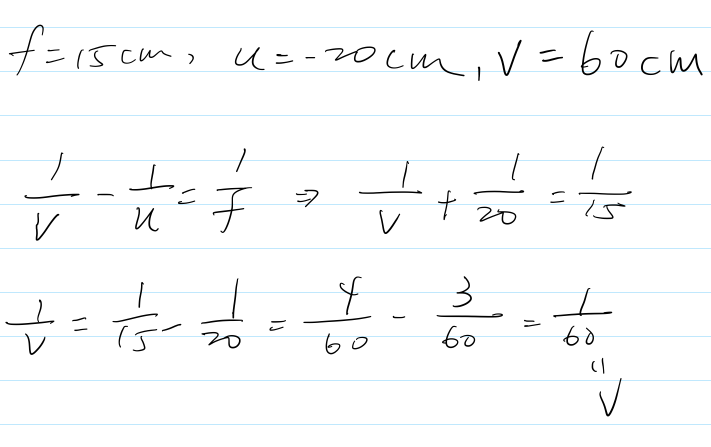 f=15cm, u=-20cm, v=60cm
1/v - 1/u = 1/f ⇒ 1/v + 1/20 = 1/15
1/v = 1/15 - 1/20 = 4/60 - 3/60 = 1/60
"
v